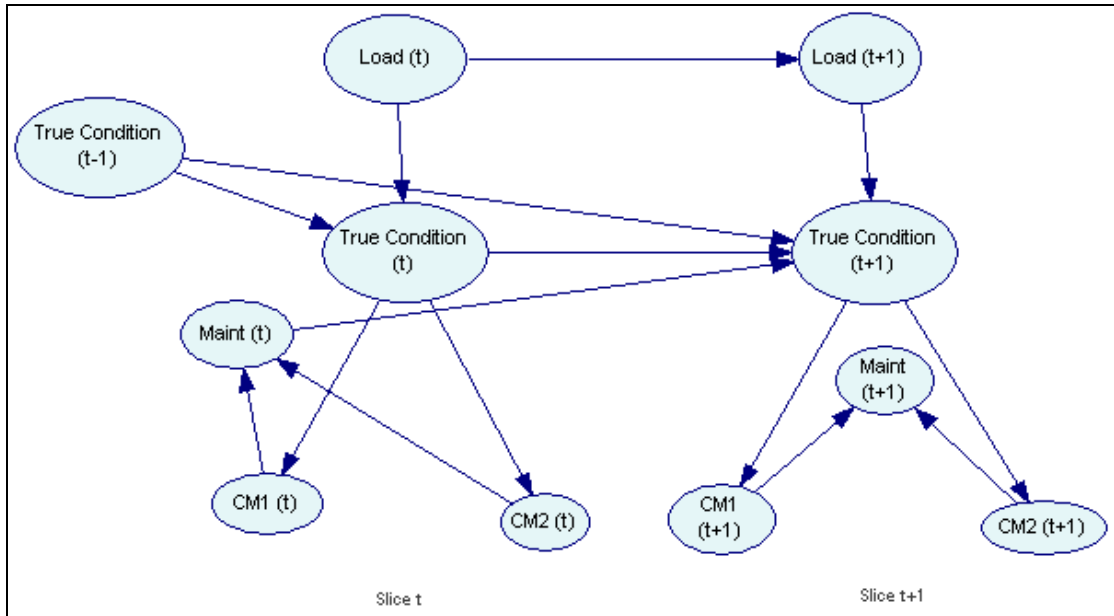 Load (t)
Load (t+1)
True Condition
(t-1)
True Condition
(t)
True Condition
(t+1)
Maint (t)
Maint
(t+1)
CM1 (t)
CM2 (t)
CM1
(t+1)
CM2 (t+1)
Slice t
Slice t+1